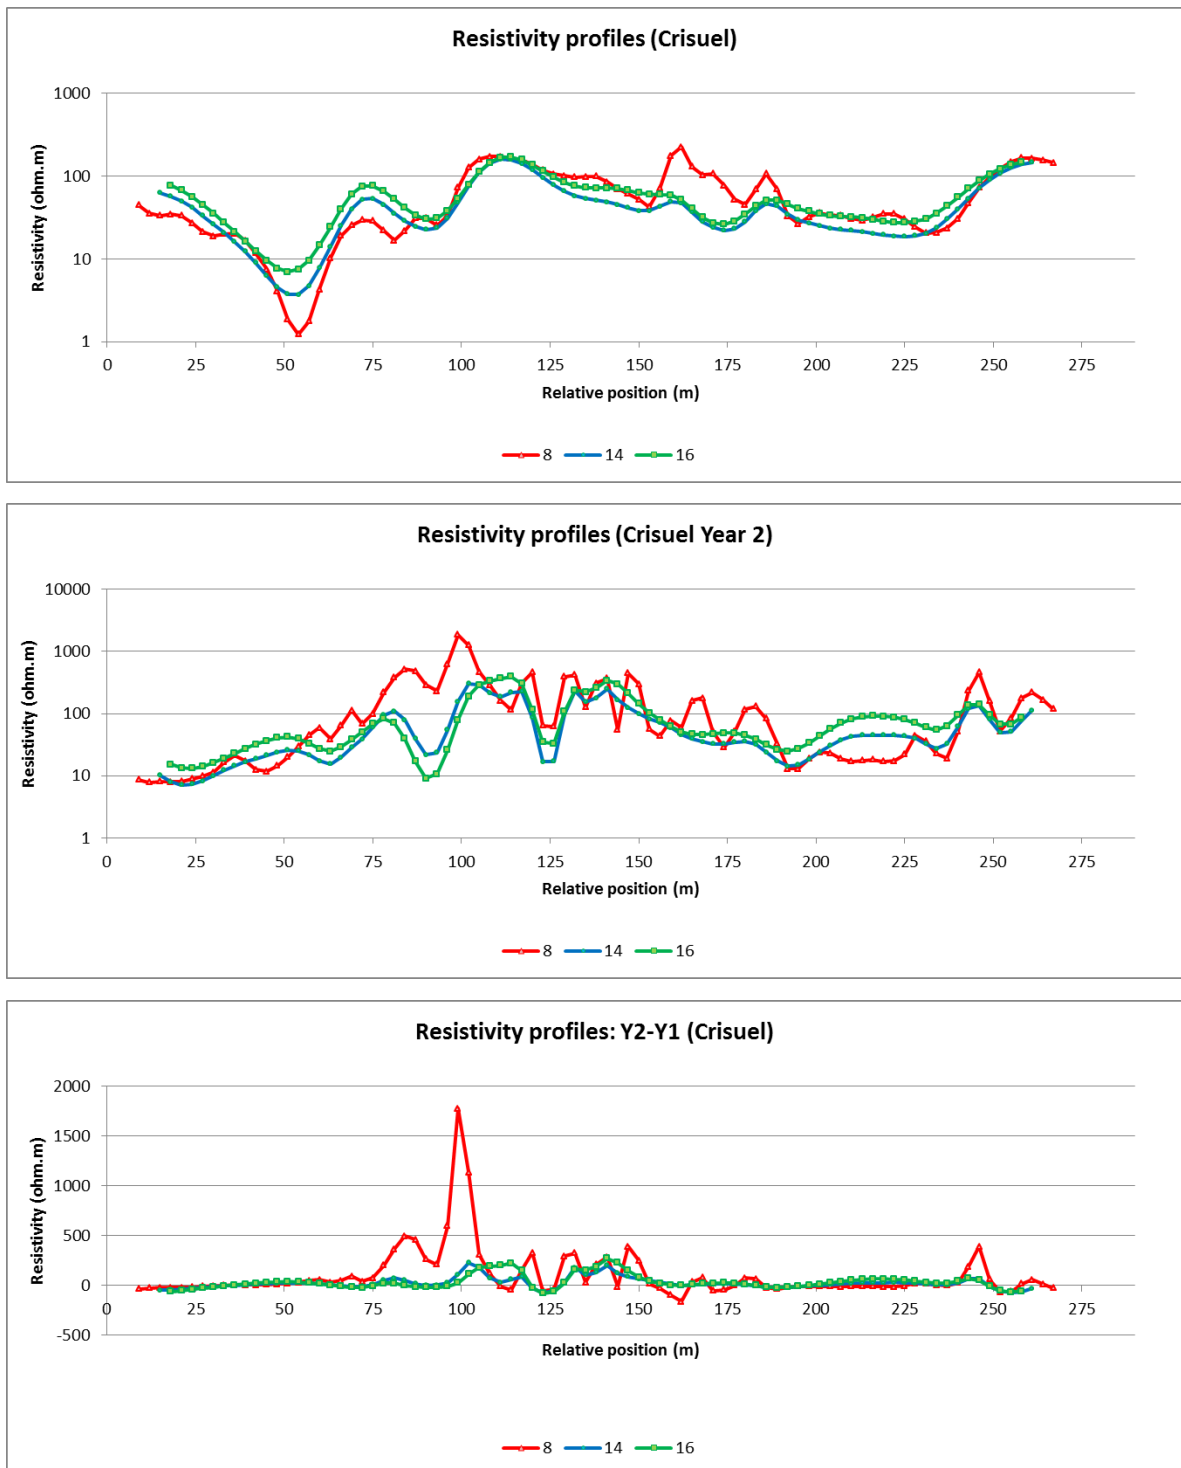 Resistivity profiles (Crisuel)
Resistivity (ohm.m)
1000
100
10
1
0 25 50 75 100 125 150 175 200 225 250 275
Relative position (m)
8 14 16
Resistivity profiles (Crisuel Year 2)
Resistivity (ohm.m)
10000
1000
100
10
1
0 25 50 75 100 125 150 175 200 225 250 275
Relative position (m)
8 14 16
Resistivity profiles: Y2-Y1 (Crisuel)
Resistivity (ohm.m)
2000
1500
1000
500
0
-500
0 25 50 75 100 125 150 175 200 225 250 275
Relative position (m)
8 14 16